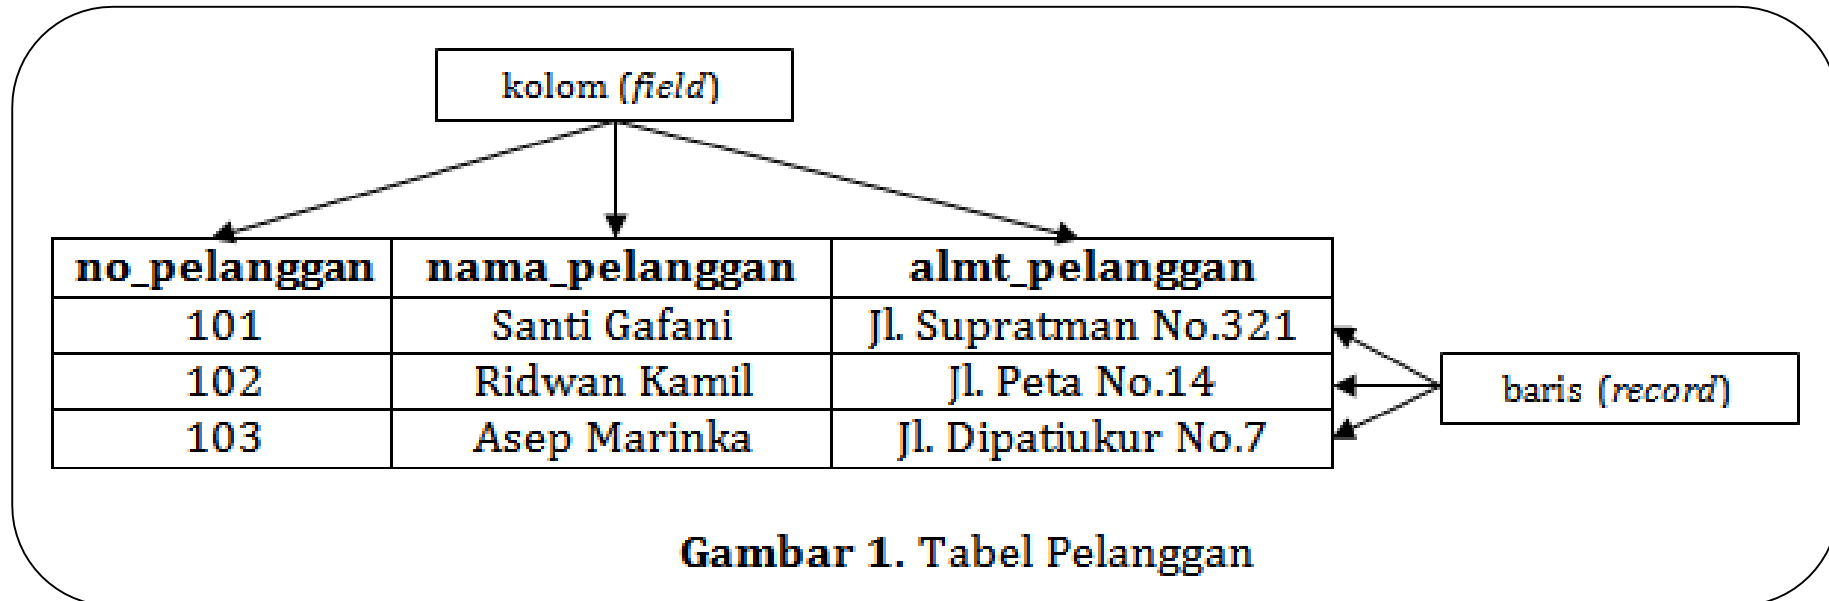 kolom (field)
no_pelanggan nama_pelanggan almt_pelanggan
101 Santi Gafani Jl. Supratman No.321
102 Ridwan Kamil Jl. Peta No.14
baris (record)
103 Asep Marinka Jl. Dipatiukur No.7
Gambar 1. Tabel Pelanggan